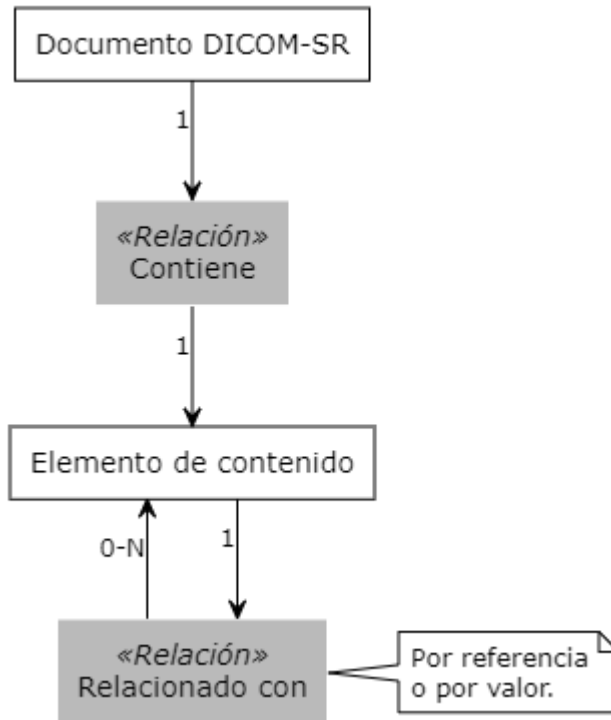 Documento DICOM-SR
1
«Relación»
Contiene
1
Elemento de contenido
0-N
1
«Relación»
Relacionado con
Por referencia
o por valor.